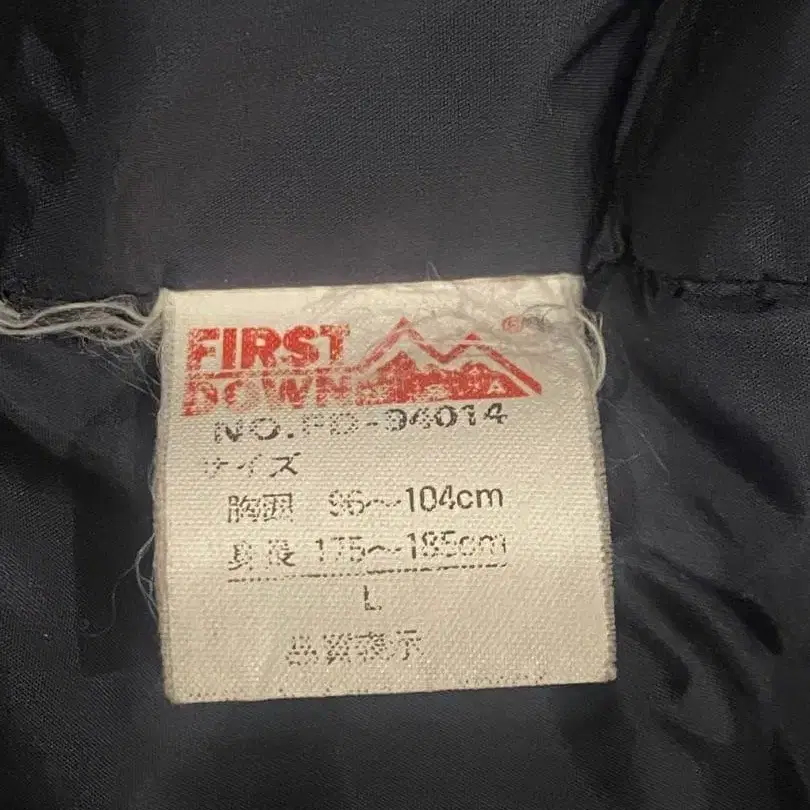 FIRST
DOWN
NO.FD-94014
サイズ
胸囲 96～104cm
身長 175～185cm
L
品質表示